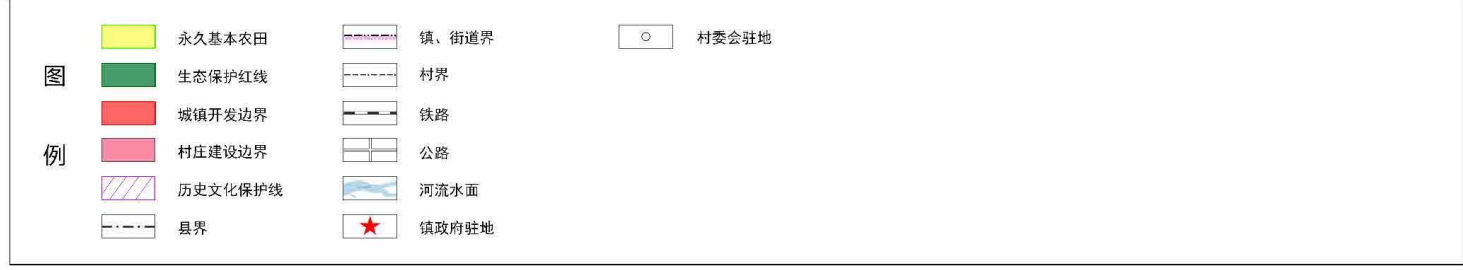 图例
永久基本农田
生态保护红线
城镇开发边界
村庄建设边界
历史文化保护线
县界
镇、街道界
村界
铁路
公路
河流水面
镇政府驻地
村委会驻地